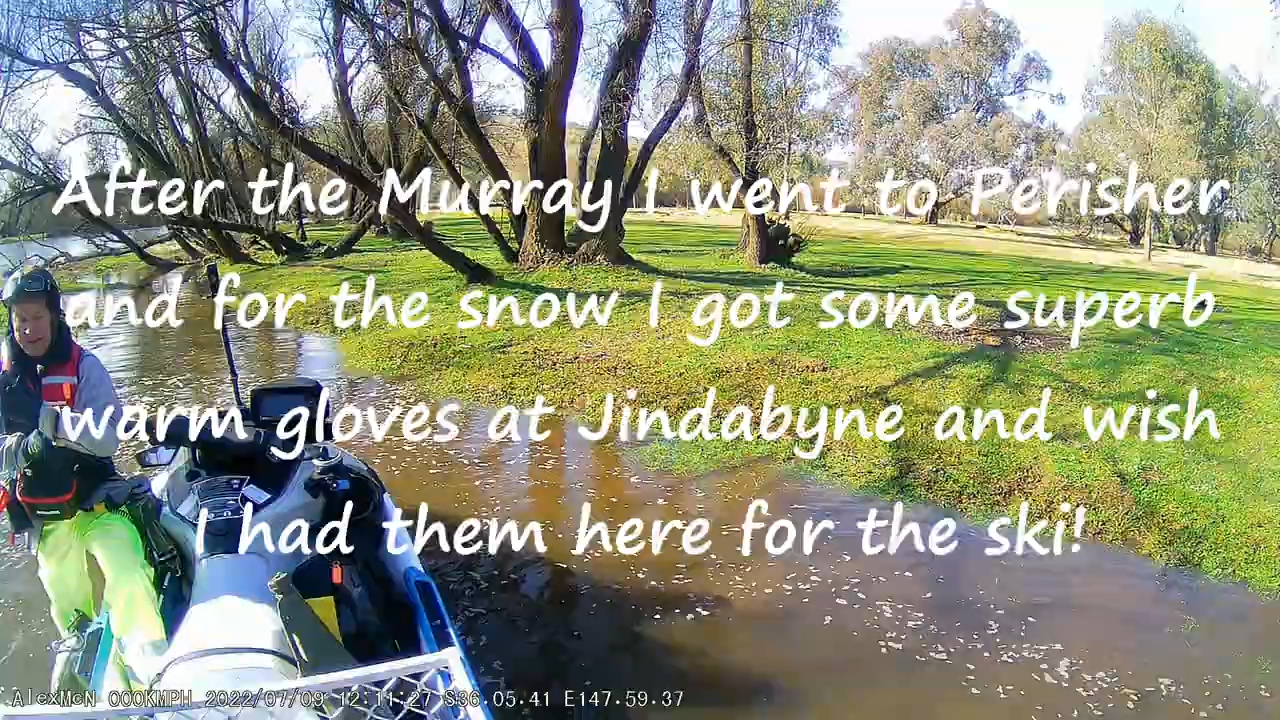 After the Murray I went to Perisher
and for the snow I got some superb
warm gloves at Jindabyne and wish
I had them here for the ski!
AlexMcN 000KMPH 2022/07/09 12:11:27 S36.05.41 E147.59.37